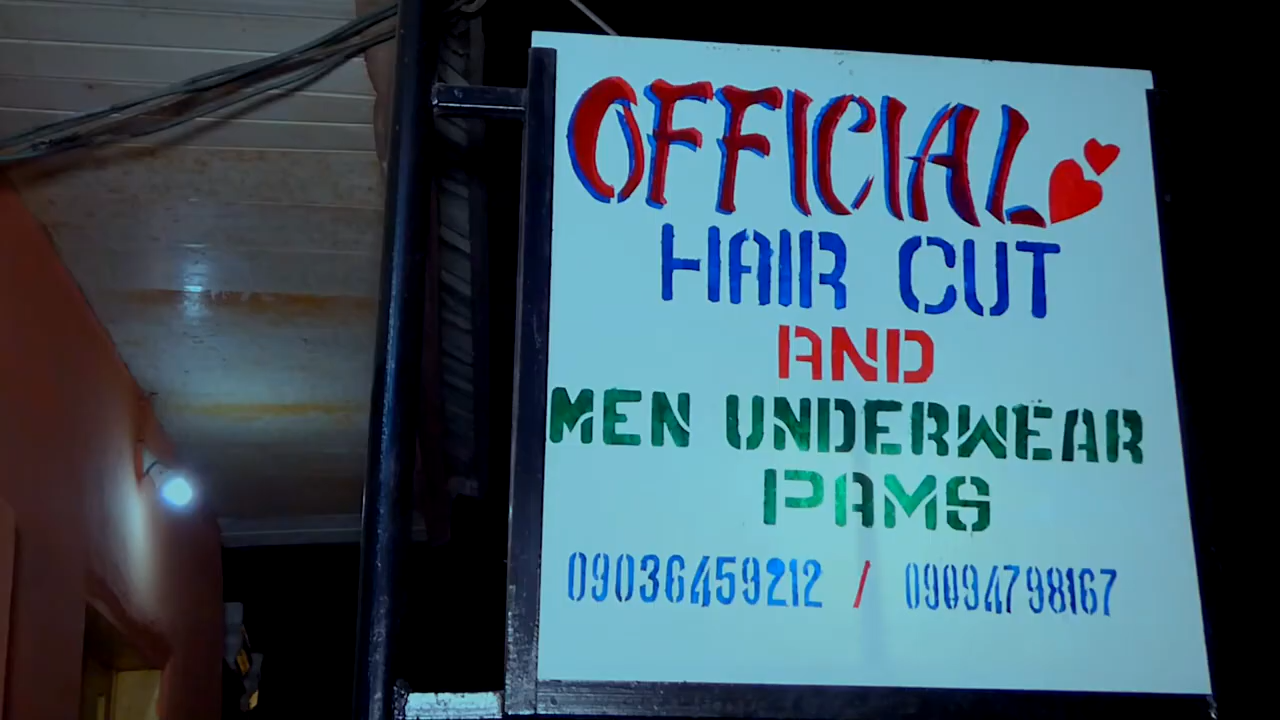 OFFICIAL
HAIR CUT
AND
MEN UNDERWEAR
PAMS
09036459212 / 09094798167